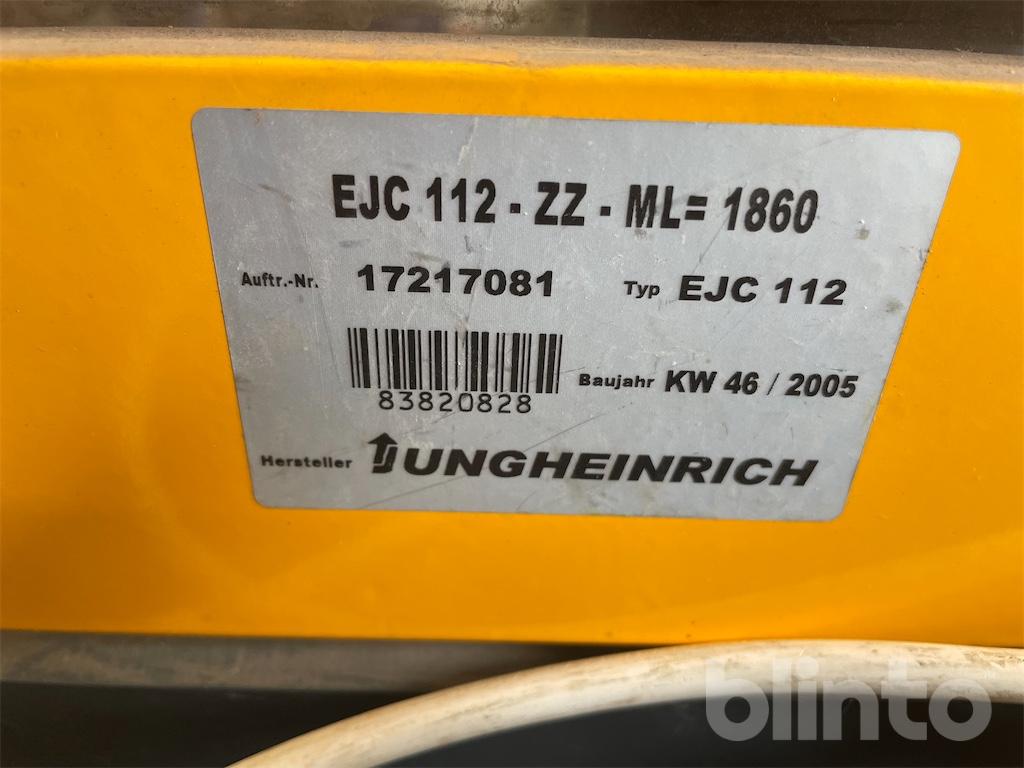 EJC 112 - ZZ - ML= 1860
Auftr.-Nr. 17217081 Typ EJC 112
83820828 Baujahr KW 46 / 2005
Hersteller JUNGHEINRICH
blinto